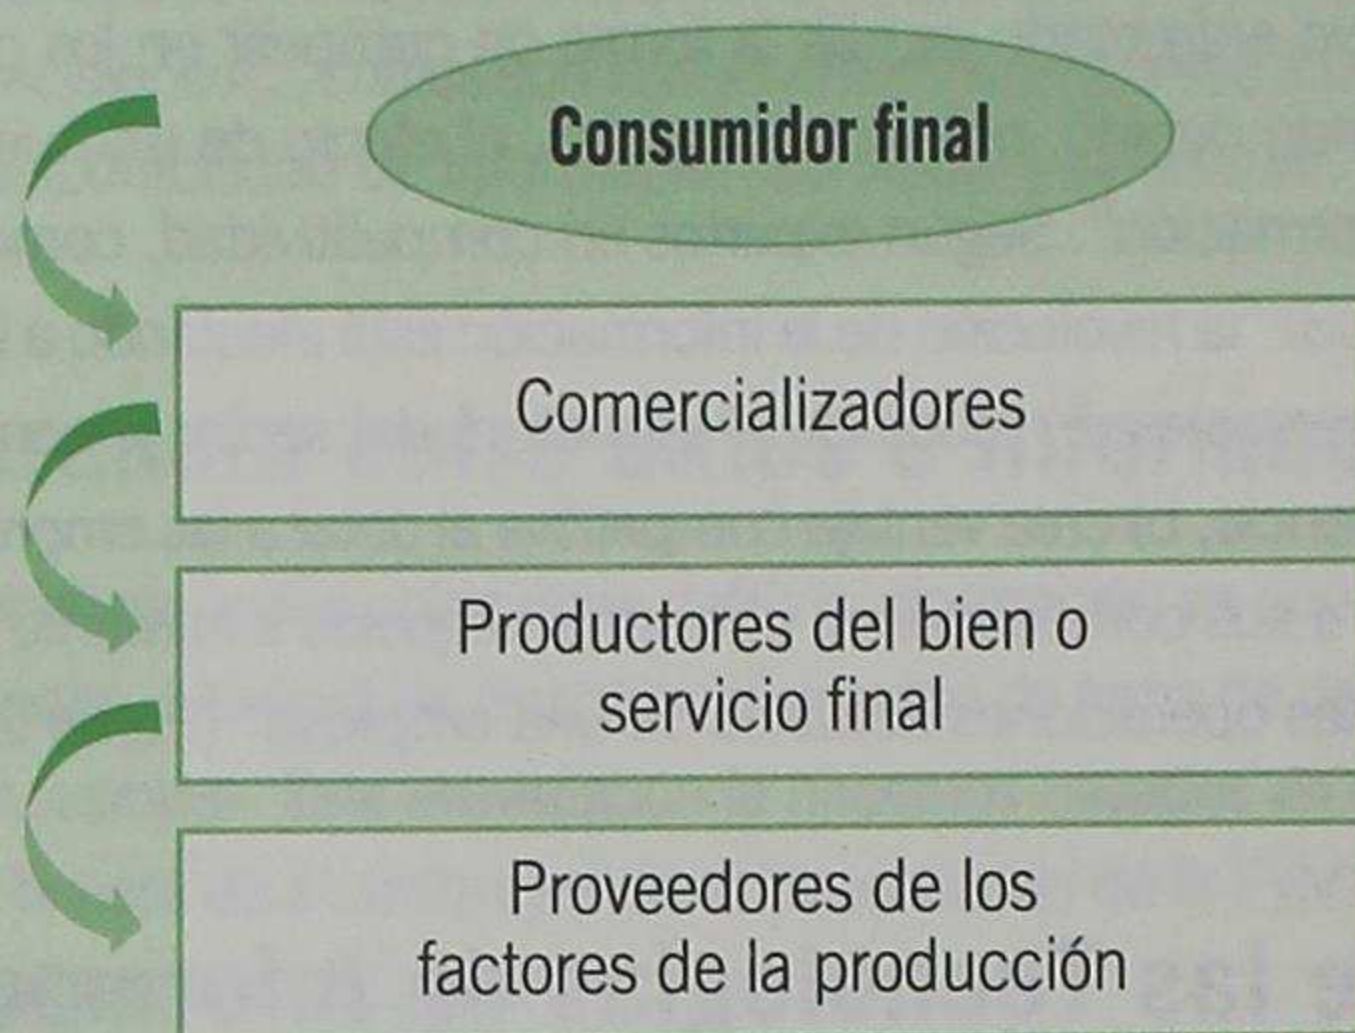 Consumidor final
Comercializadores
Productores del bien o
servicio final
Proveedores de los
factores de la producción